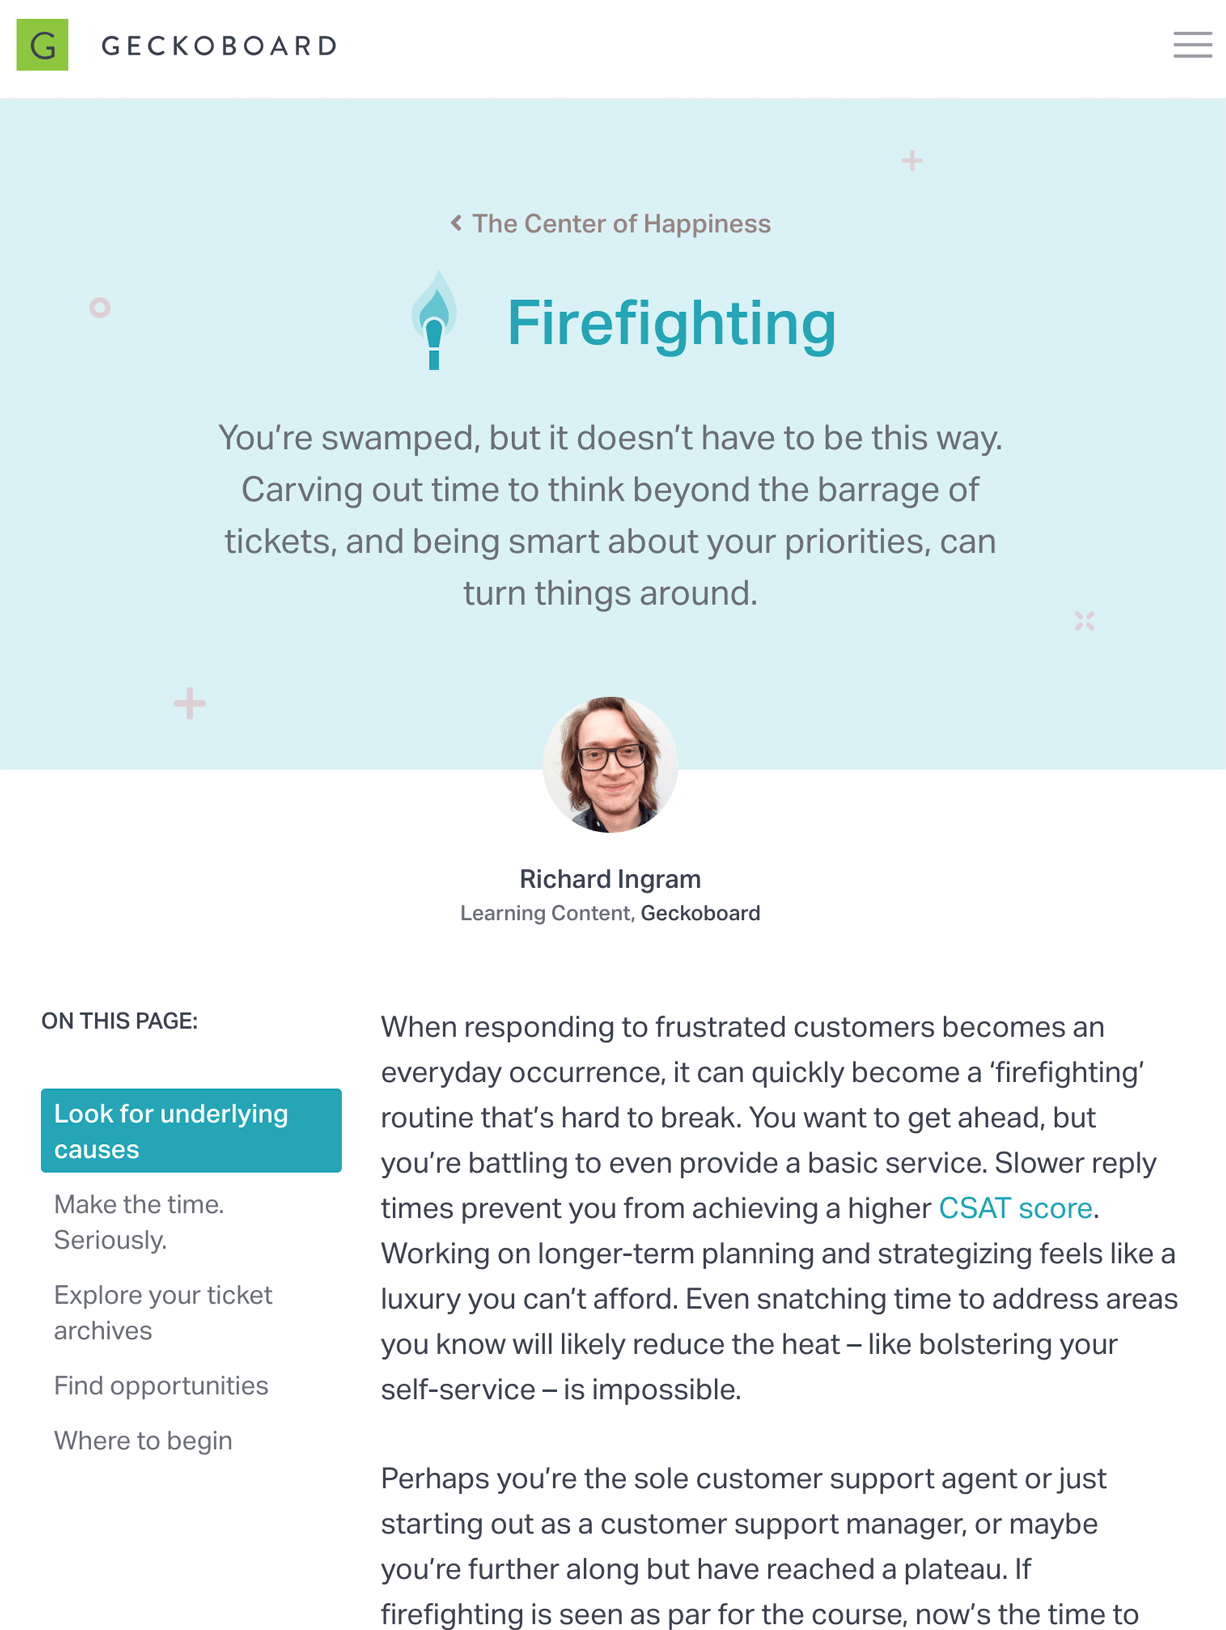 G GECKOBOARD
The Center of Happiness
Firefighting
You’re swamped, but it doesn’t have to be this way.
Carving out time to think beyond the barrage of
tickets, and being smart about your priorities, can
turn things around.
Richard Ingram
Learning Content, Geckoboard
ON THIS PAGE:
Look for underlying
causes
Make the time.
Seriously.
Explore your ticket
archives
Find opportunities
Where to begin
When responding to frustrated customers becomes an
everyday occurrence, it can quickly become a ‘firefighting’
routine that’s hard to break. You want to get ahead, but
you’re battling to even provide a basic service. Slower reply
times prevent you from achieving a higher CSAT score.
Working on longer-term planning and strategizing feels like a
luxury you can’t afford. Even snatching time to address areas
you know will likely reduce the heat – like bolstering your
self-service – is impossible.
Perhaps you’re the sole customer support agent or just
starting out as a customer support manager, or maybe
you’re further along but have reached a plateau. If
firefighting is seen as par for the course, now’s the time to